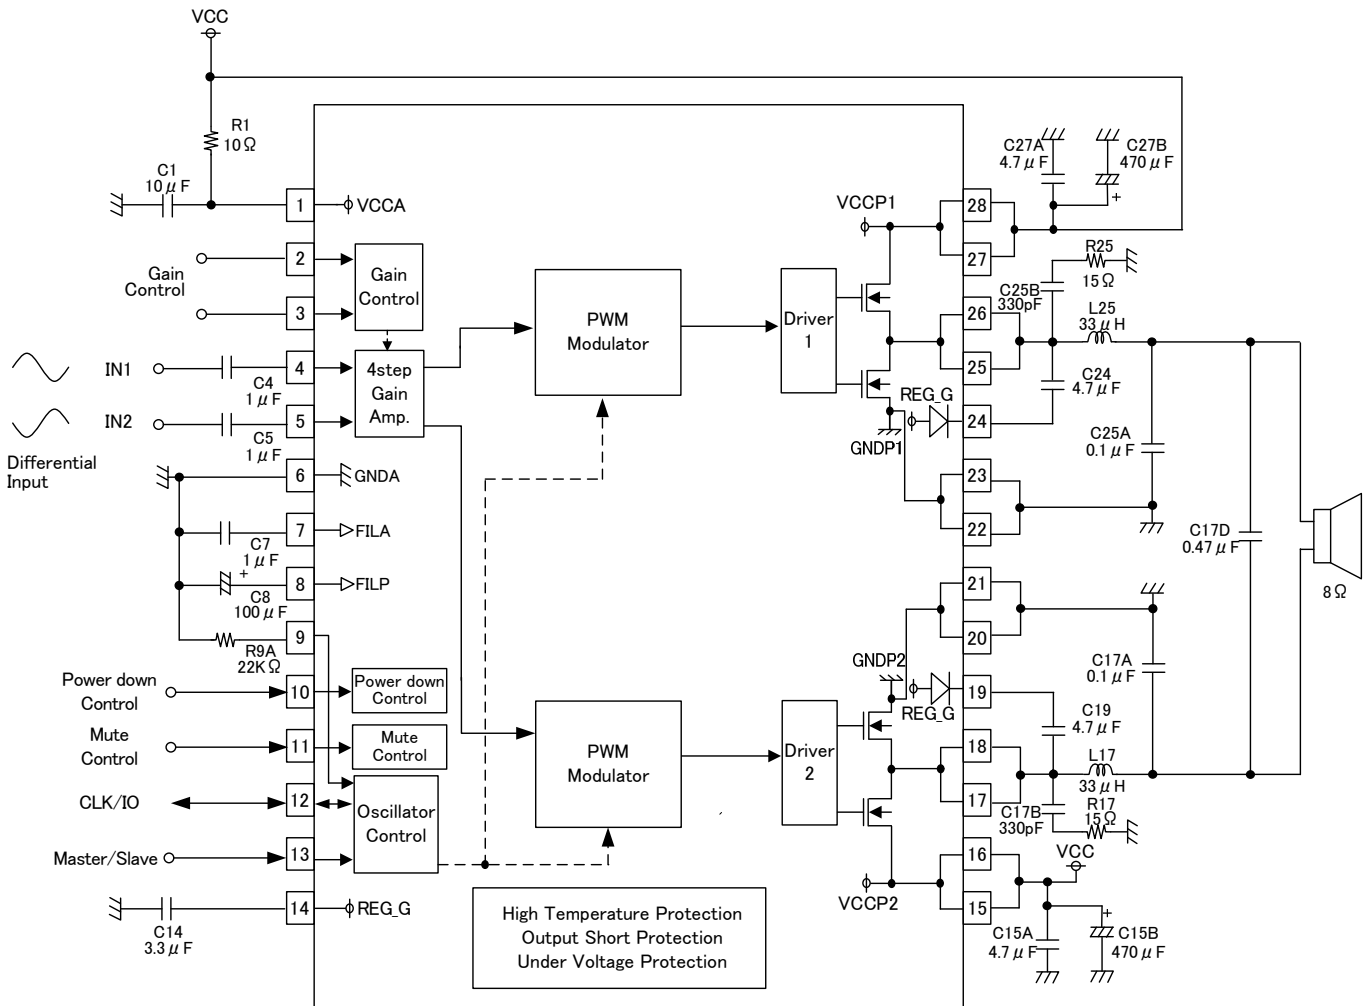 VCC
R1
10Ω
C1
10μF
1
VCCA
2
Gain
Control
3
Gain
Control
IN1
C4
1μF
4
IN2
C5
1μF
5
4step
Gain
Amp.
Differential
Input
6
GNDA
7
FILA
C7
1μF
8
FILP
+
C8
100μF
9
R9A
22KΩ
Power down
Control
10
Power down
Control
Mute
Control
11
Mute
Control
CLK/IO
12
Oscillator
Control
Master/Slave
13
14
REG_G
C14
3.3μF
PWM
Modulator
PWM
Modulator
Driver
1
Driver
2
High Temperature Protection
Output Short Protection
Under Voltage Protection
VCCP1
28
27
C27A
4.7μF
C27B
470μF
+
R25
15Ω
C25B
330pF
26
25
L25
33μH
C24
4.7μF
REG_G
24
GNDP1
C25A
0.1μF
23
22
C17D
0.47μF
8Ω
21
20
GNDP2
C17A
0.1μF
REG_G
19
C19
4.7μF
18
17
L17
33μH
C17B
330pF
R17
15Ω
VCC
16
15
VCCP2
C15A
4.7μF
+
C15B
470μF